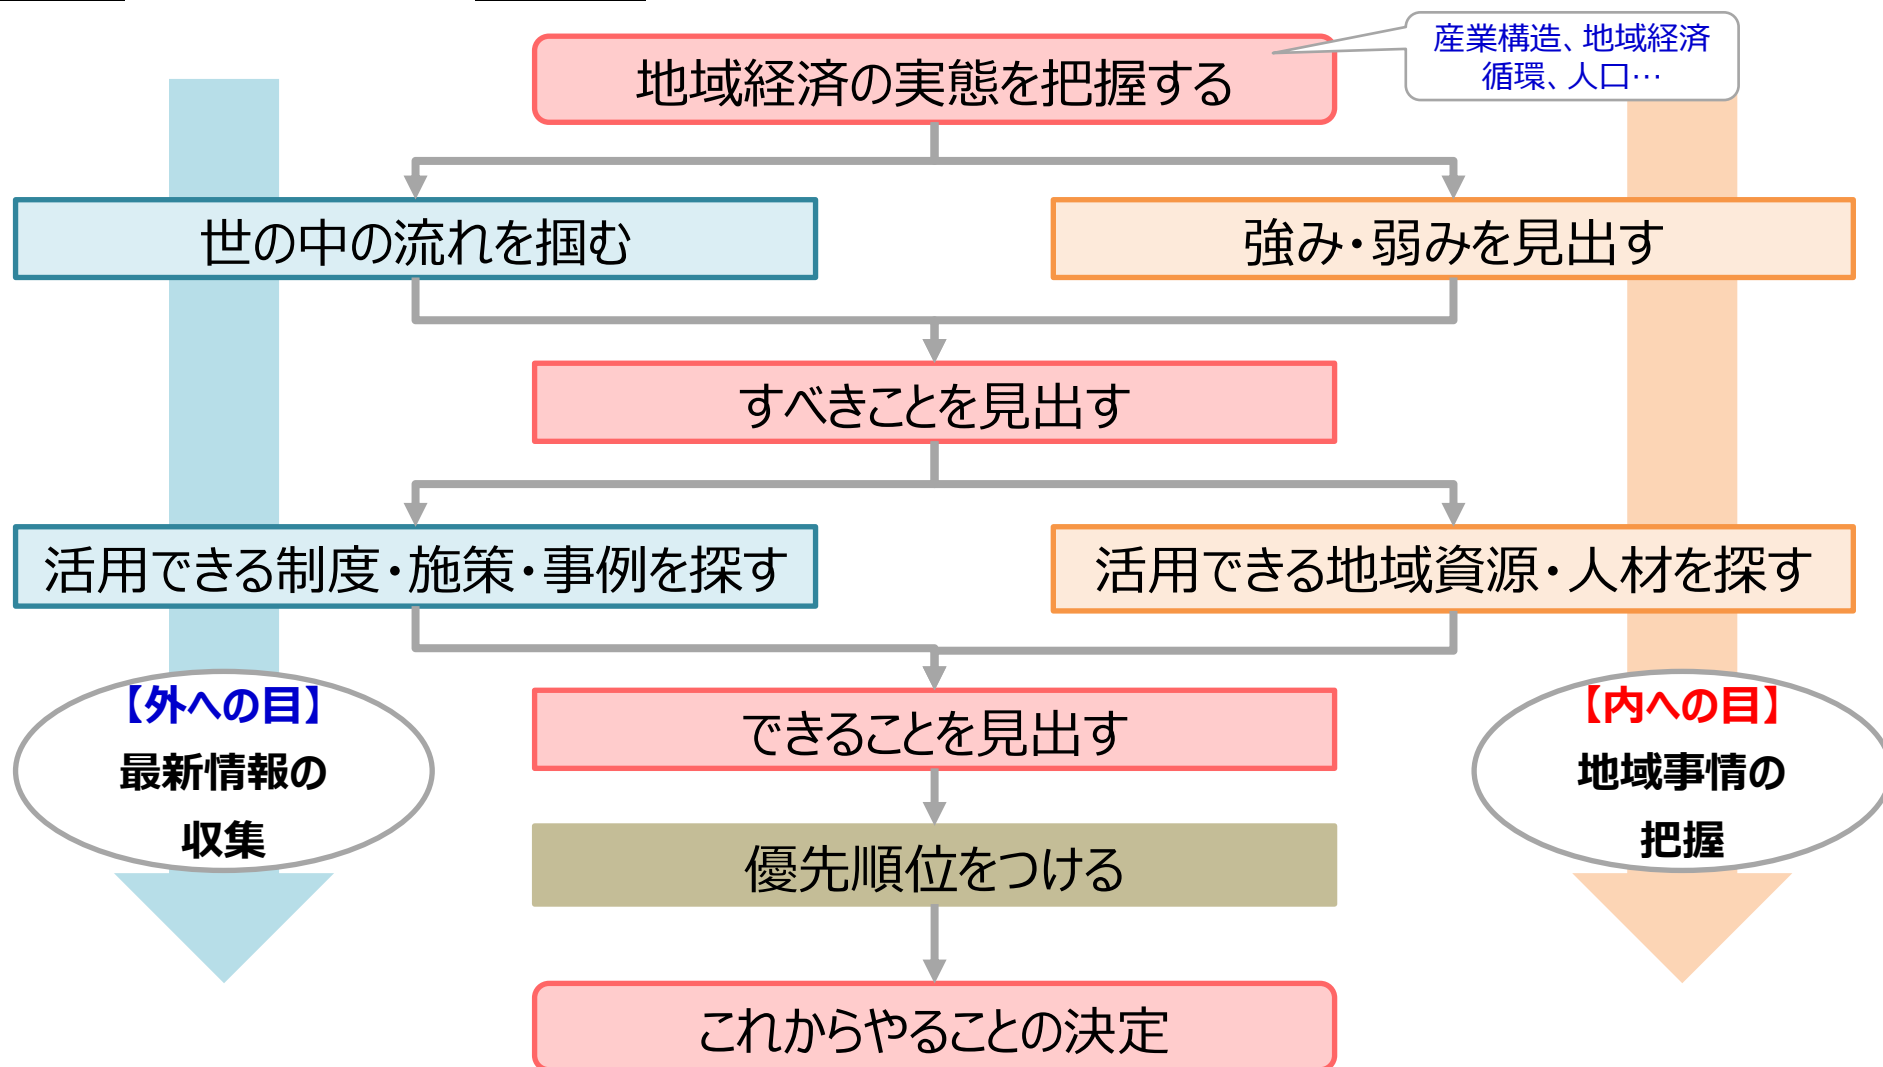 産業構造、地域経済
循環、人口…
地域経済の実態を把握する
世の中の流れを掴む
強み・弱みを見出す
すべきことを見出す
活用できる制度・施策・事例を探す
活用できる地域資源・人材を探す
【外への目】
最新情報の
収集
できることを見出す
【内への目】
地域事情の
把握
優先順位をつける
これからやることの決定